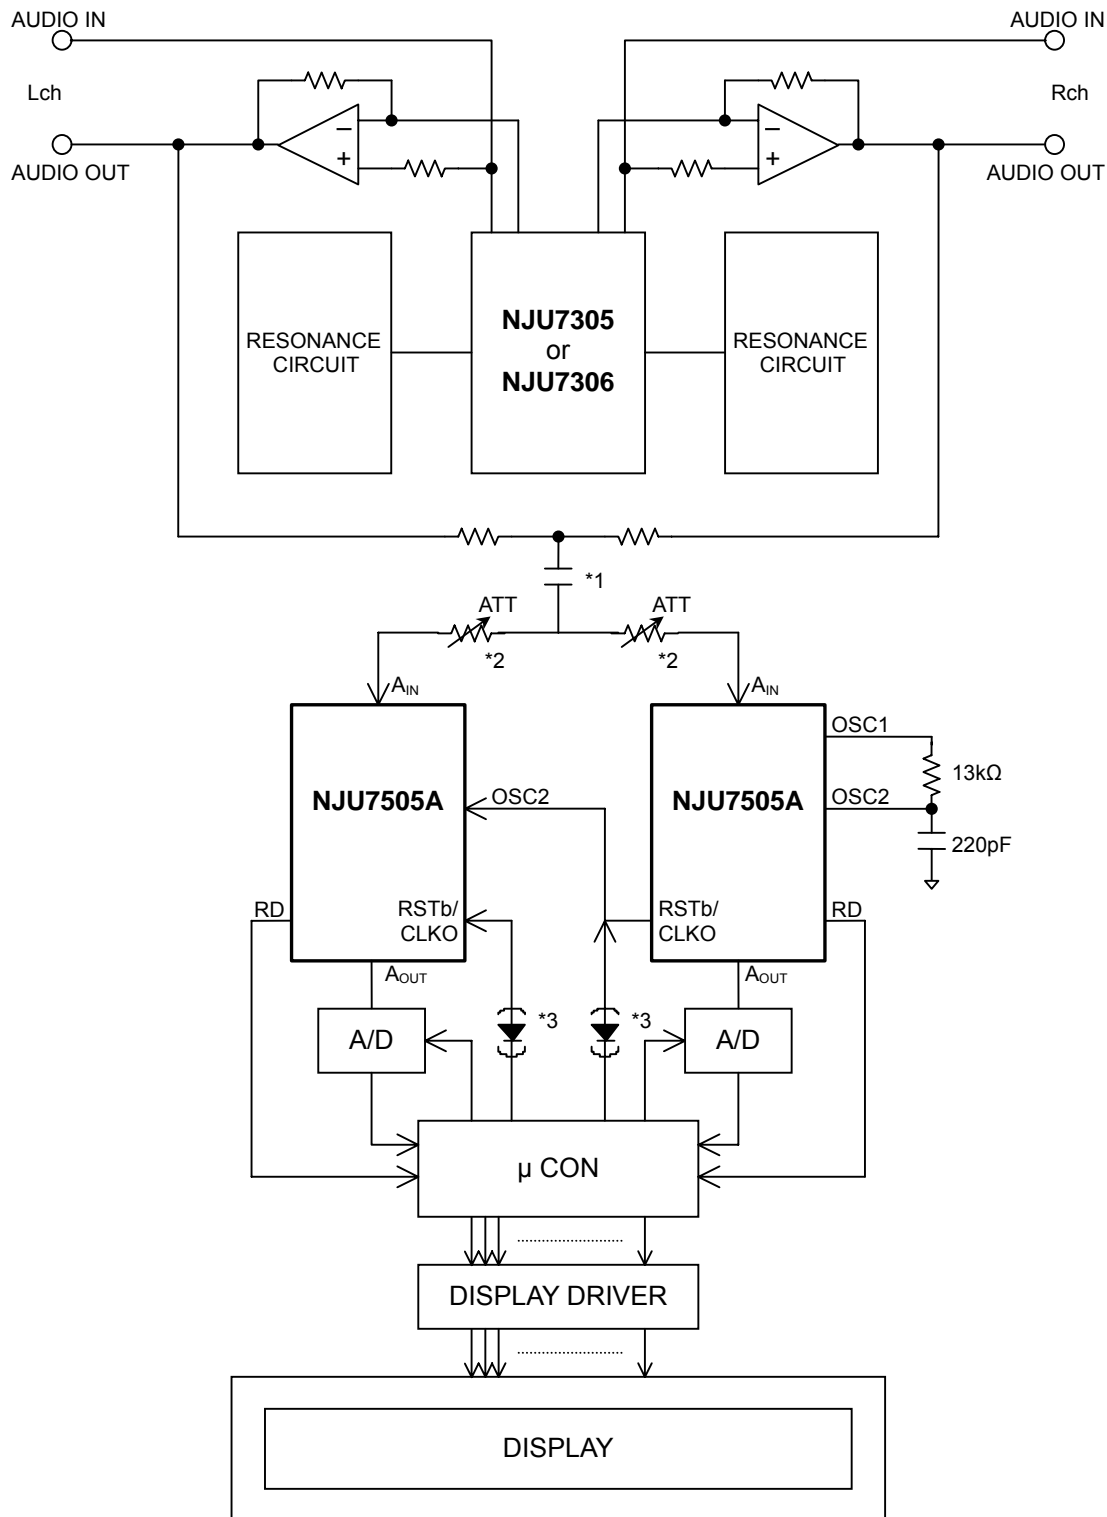 AUDIO IN
AUDIO IN
Lch
Rch
AUDIO OUT
AUDIO OUT
−
+
−
+
RESONANCE
CIRCUIT
NJU7305
or
NJU7306
RESONANCE
CIRCUIT
*1
ATT
ATT
*2
*2
AIN
AIN
OSC1
13kΩ
NJU7505A
OSC2
NJU7505A
OSC2
220pF
RD
RSTb/
CLKO
RSTb/
CLKO
RD
AOUT
AOUT
*3
*3
A/D
A/D
μ CON
DISPLAY DRIVER
DISPLAY